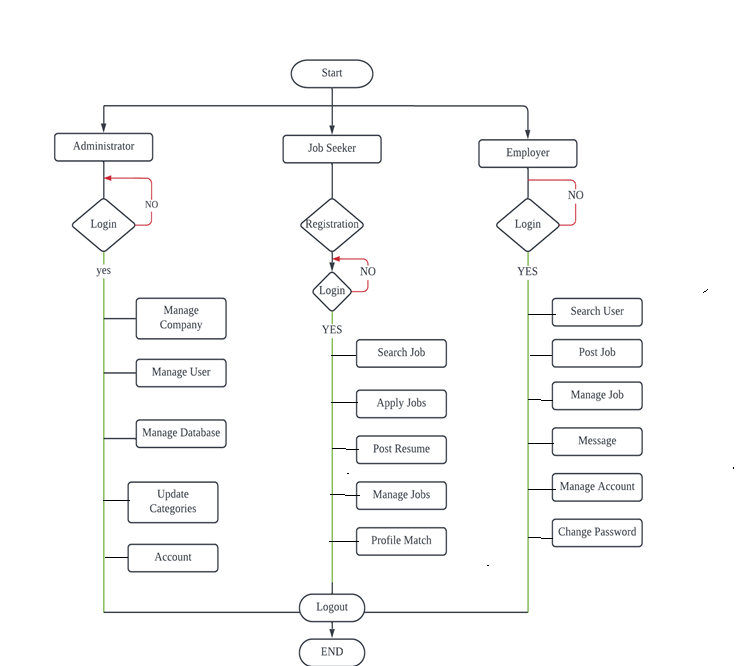 Start
Administrator
Job Seeker
Employer
NO
Login
yes
Registration
NO
Login
YES
NO
Login
YES
Manage
Company
Manage User
Manage Database
Update
Categories
Account
Search Job
Apply Jobs
Post Resume
Manage Jobs
Profile Match
Search User
Post Job
Manage Job
Message
Manage Account
Change Password
Logout
END